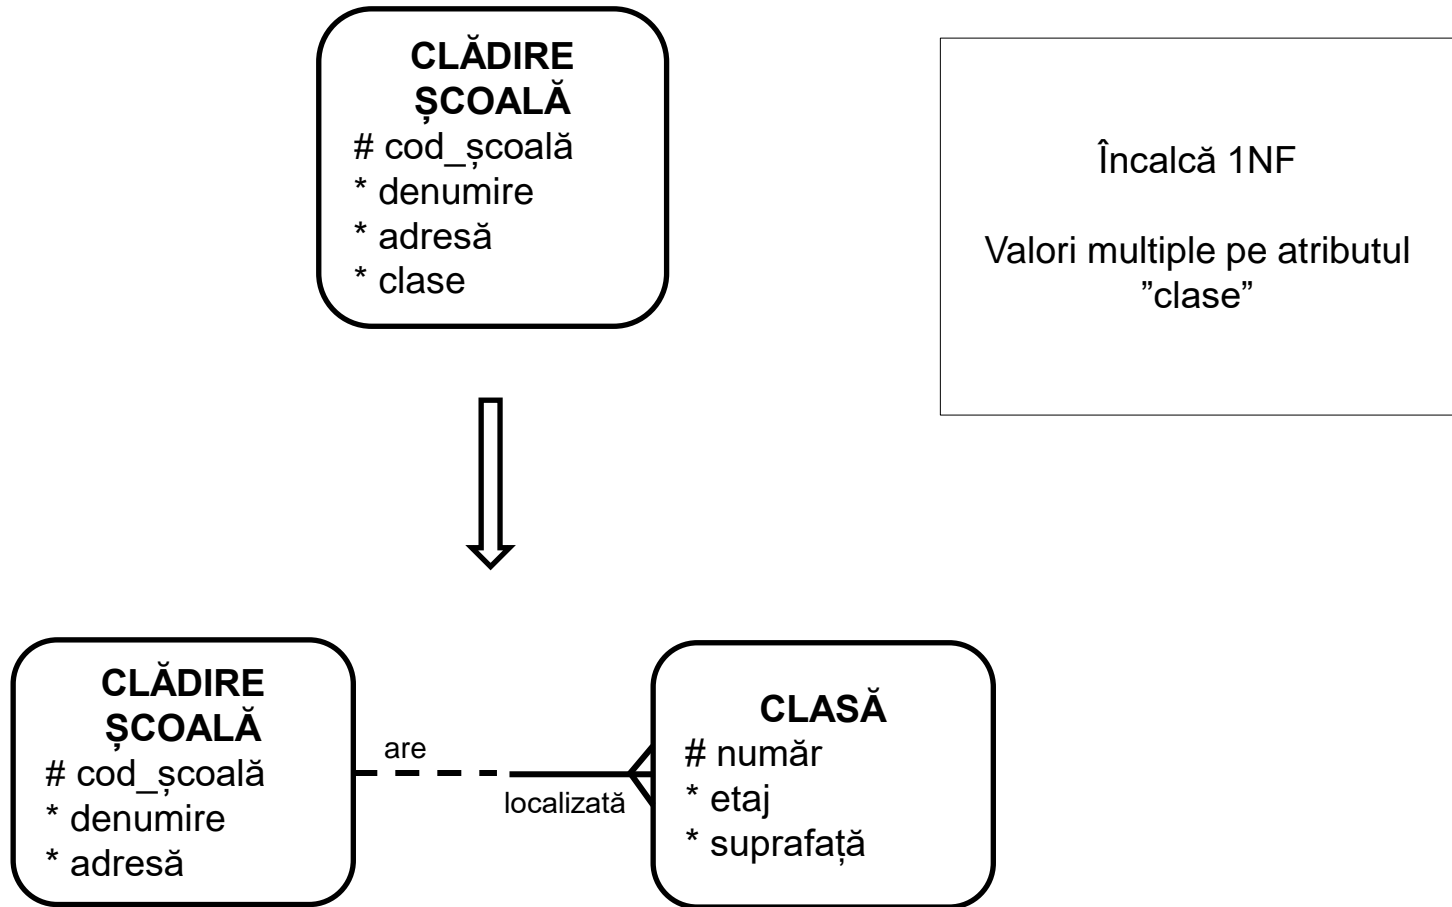 CLĂDIRE
ȘCOALĂ
# cod_școală
* denumire
* adresă
* clase
Încalcă 1NF
Valori multiple pe atributul
”clase”
CLĂDIRE
ȘCOALĂ
# cod_școală
* denumire
* adresă
are
localizată
CLASĂ
# număr
* etaj
* suprafață